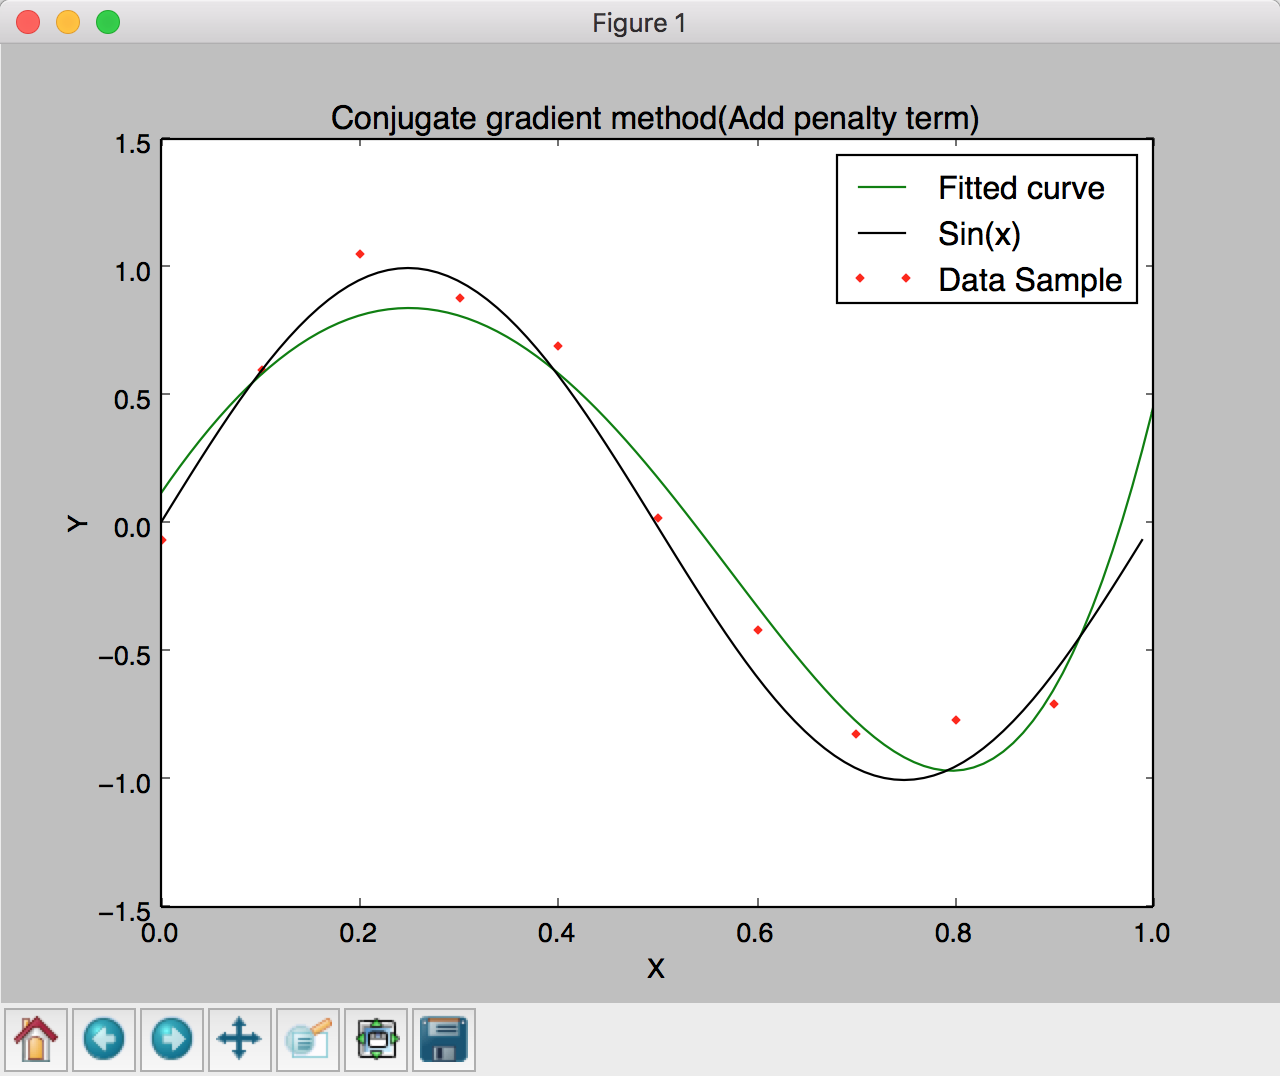 Figure 1
Conjugate gradient method(Add penalty term)
1.5
1.0
0.5
0.0
−0.5
−1.0
−1.5
Y
Fitted curve
Sin(x)
Data Sample
0.0 0.2 0.4 0.6 0.8 1.0
X